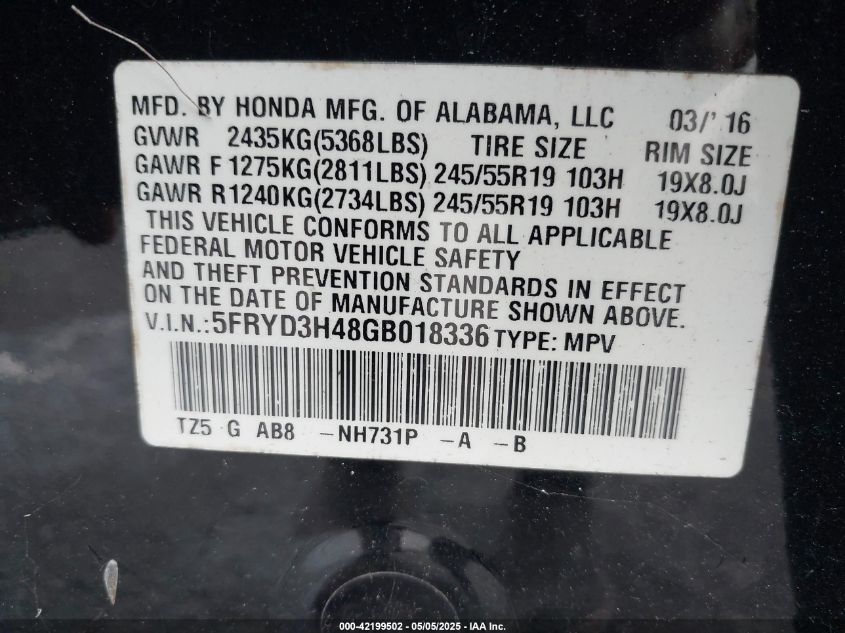 MFD. BY HONDA MFG. OF ALABAMA, LLC 03/'16
GVWR 2435KG(5368LBS) TIRE SIZE RIM SIZE
GAWR F 1275KG(2811LBS) 245/55R19 103H 19X8.0J
GAWR R1240KG(2734LBS) 245/55R19 103H 19X8.0J
THIS VEHICLE CONFORMS TO ALL APPLICABLE
FEDERAL MOTOR VEHICLE SAFETY
AND THEFT PREVENTION STANDARDS IN EFFECT
ON THE DATE OF MANUFACTURE SHOWN ABOVE.
V.I.N.:5FRYD3H48GB018336 TYPE: MPV
TZ5 G AB8 -NH731P -A -B
000-42199502 - 05/05/2025 - IAA Inc.